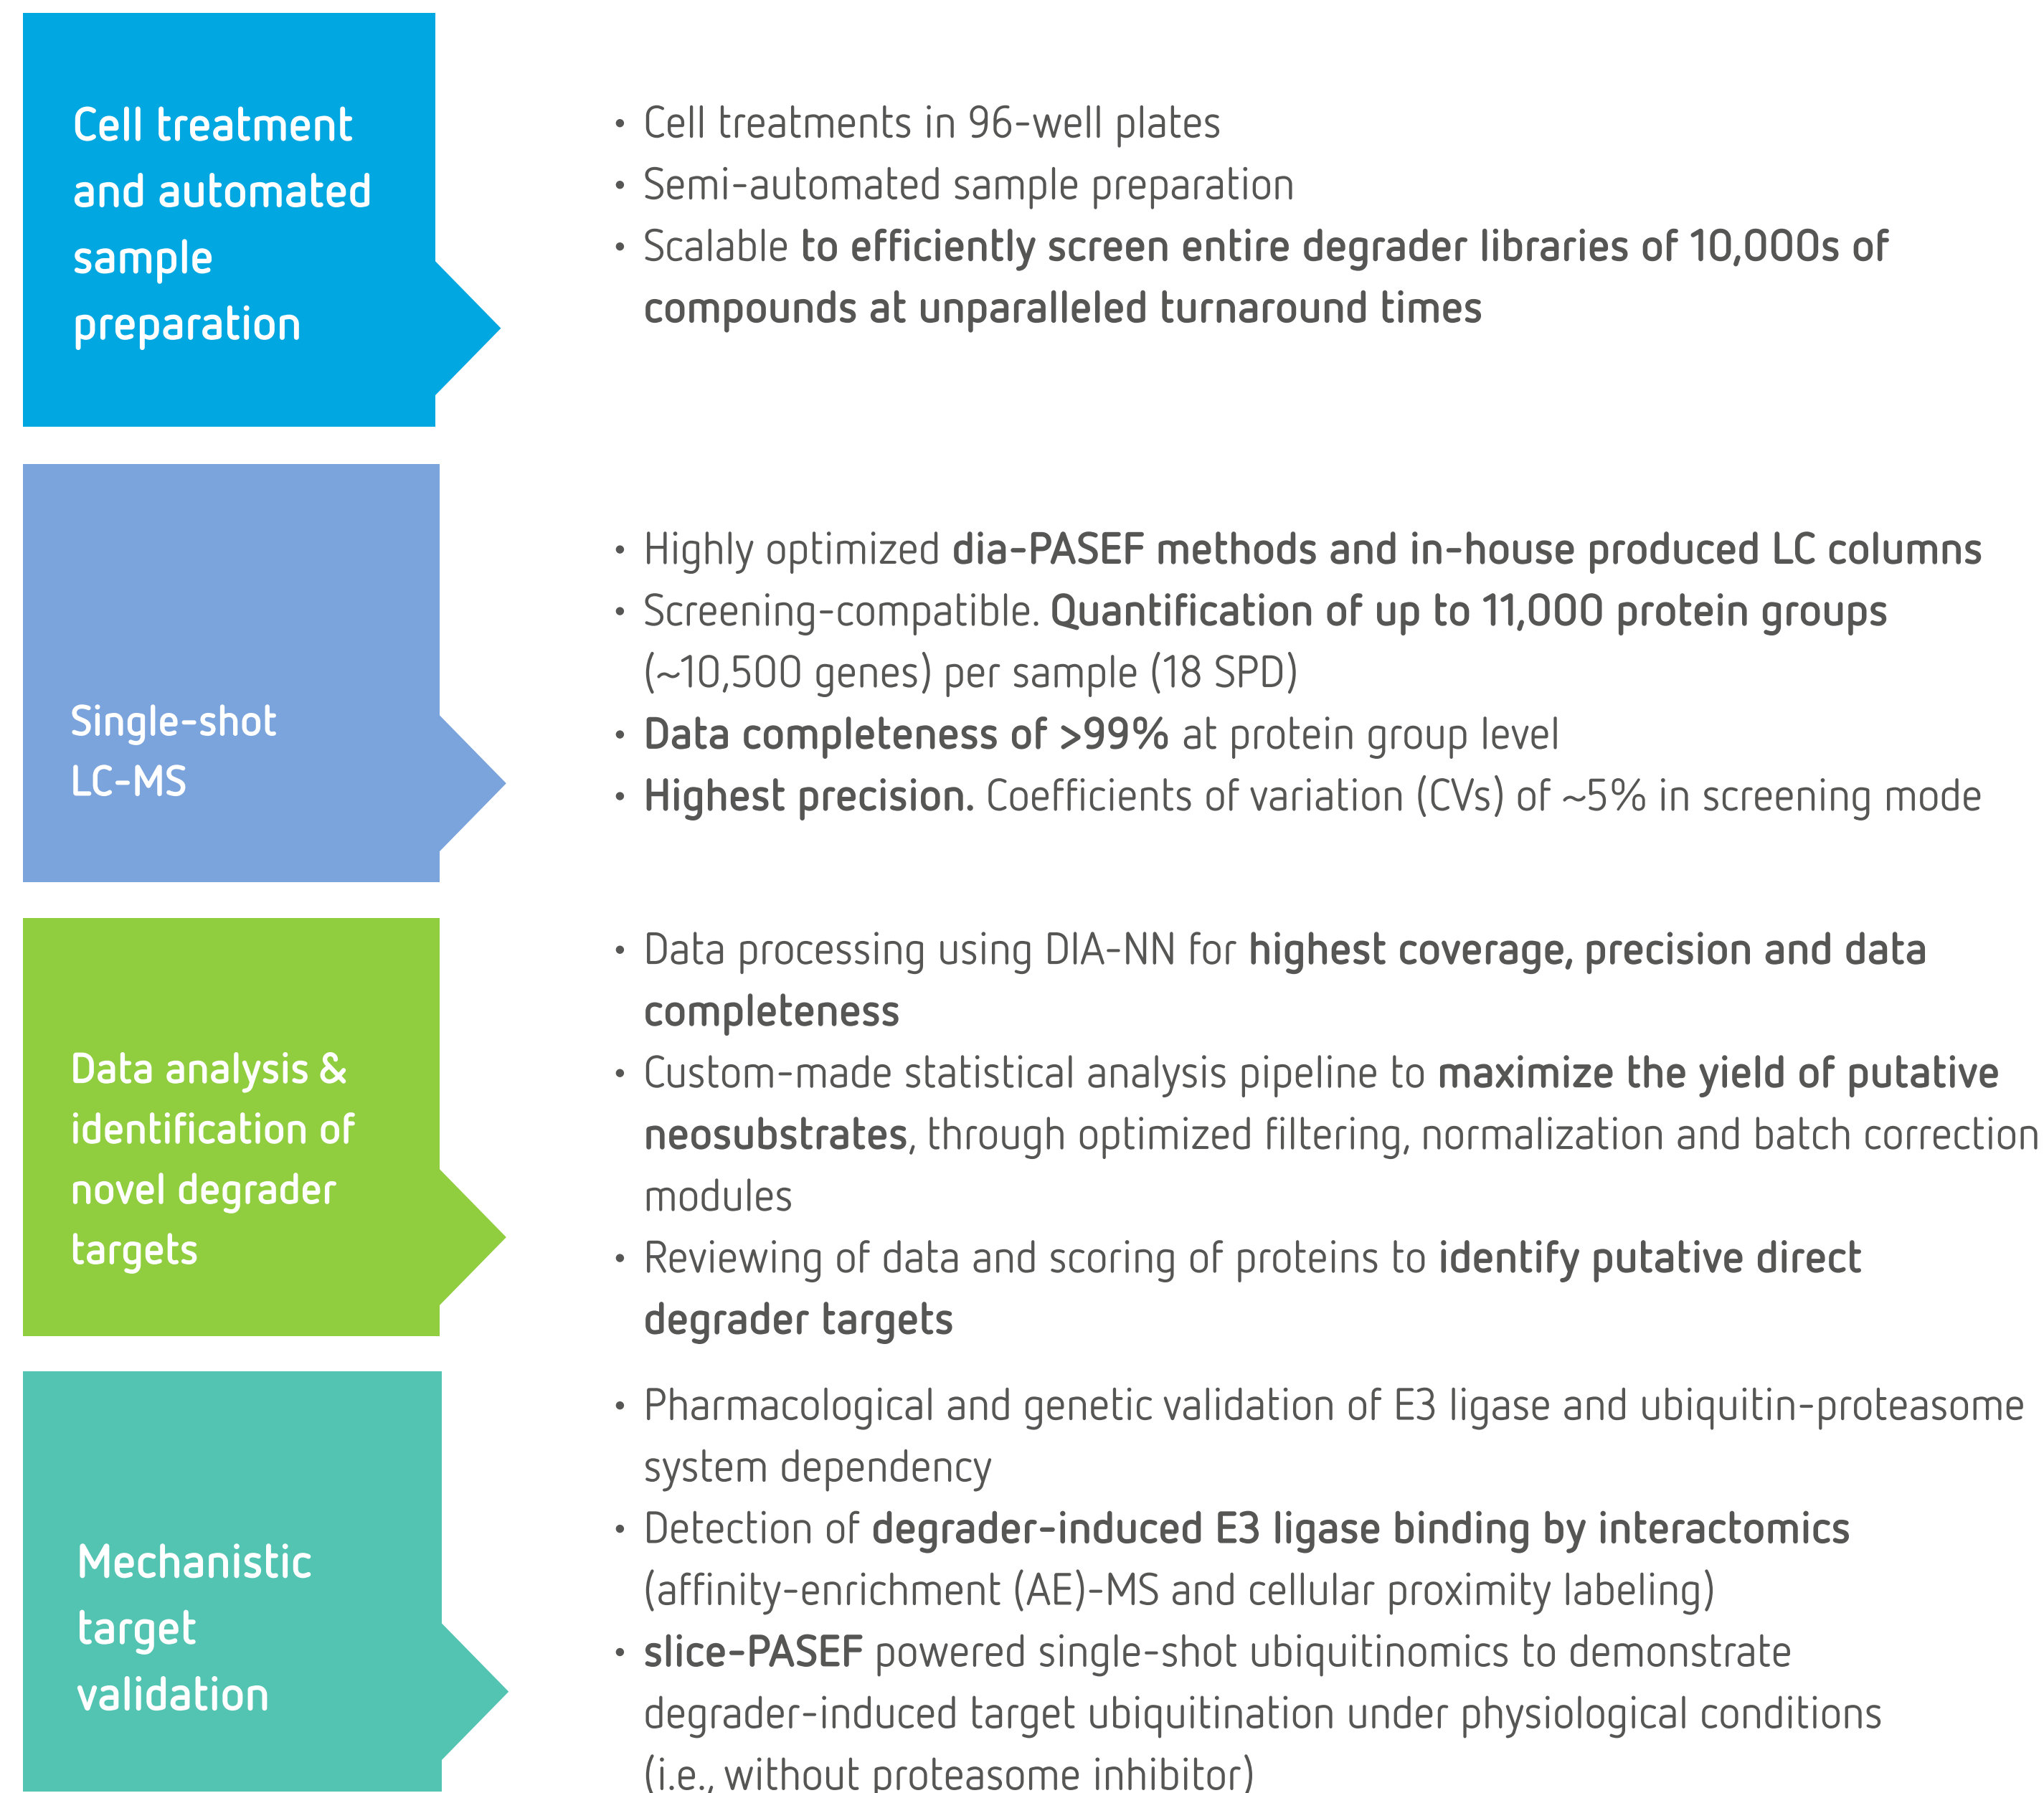 Cell treatment
and automated
sample
preparation
• Cell treatments in 96-well plates
• Semi-automated sample preparation
• Scalable to efficiently screen entire degrader libraries of 10,000s of
compounds at unparalleled turnaround times
Single-shot
LC-MS
• Highly optimized dia-PASEF methods and in-house produced LC columns
• Screening-compatible. Quantification of up to 11,000 protein groups
(~10,500 genes) per sample (18 SPD)
• Data completeness of >99% at protein group level
• Highest precision. Coefficients of variation (CVs) of ~5% in screening mode
Data analysis &
identification of
novel degrader
targets
• Data processing using DIA-NN for highest coverage, precision and data
completeness
• Custom-made statistical analysis pipeline to maximize the yield of putative
neosubstrates, through optimized filtering, normalization and batch correction
modules
• Reviewing of data and scoring of proteins to identify putative direct
degrader targets
Mechanistic
target
validation
• Pharmacological and genetic validation of E3 ligase and ubiquitin-proteasome
system dependency
• Detection of degrader-induced E3 ligase binding by interactomics
(affinity-enrichment (AE)-MS and cellular proximity labeling)
• slice-PASEF powered single-shot ubiquitinomics to demonstrate
degrader-induced target ubiquitination under physiological conditions
(i.e., without proteasome inhibitor)